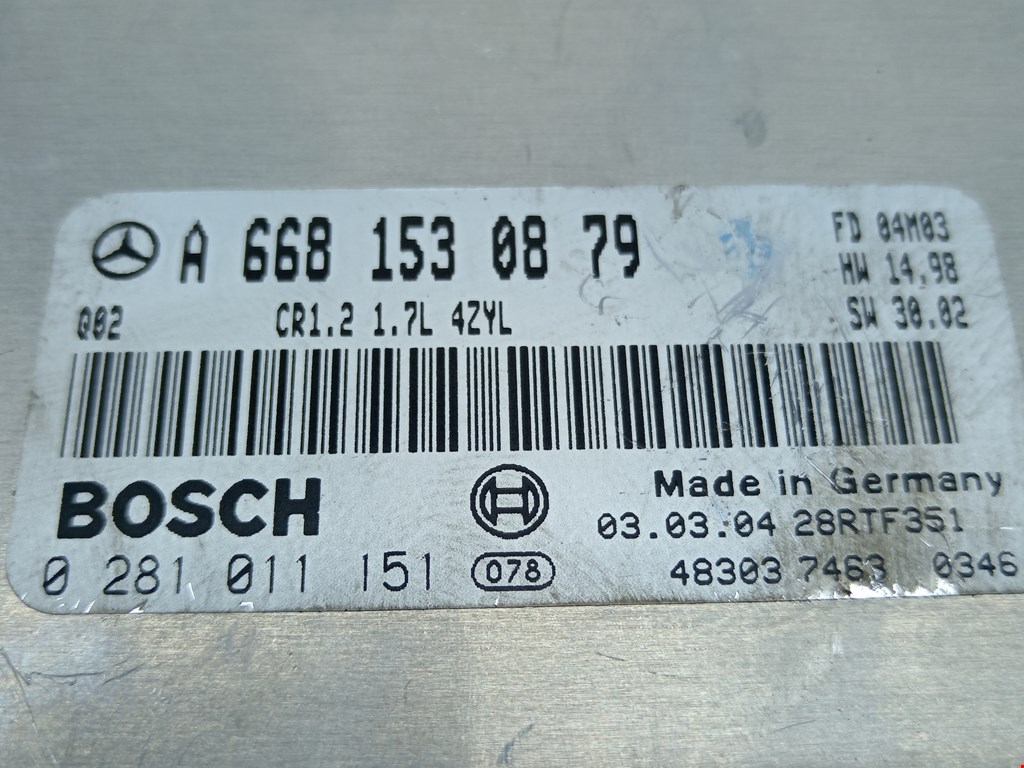 A 668 153 08 79
FD 04M03
HW 14.98
Q02 CR1.2 1.7L 4ZYL
SW 30.02
BOSCH
Made in Germany
03.03.04 28RTF351
0 281 011 151 078
48303 7463 0346